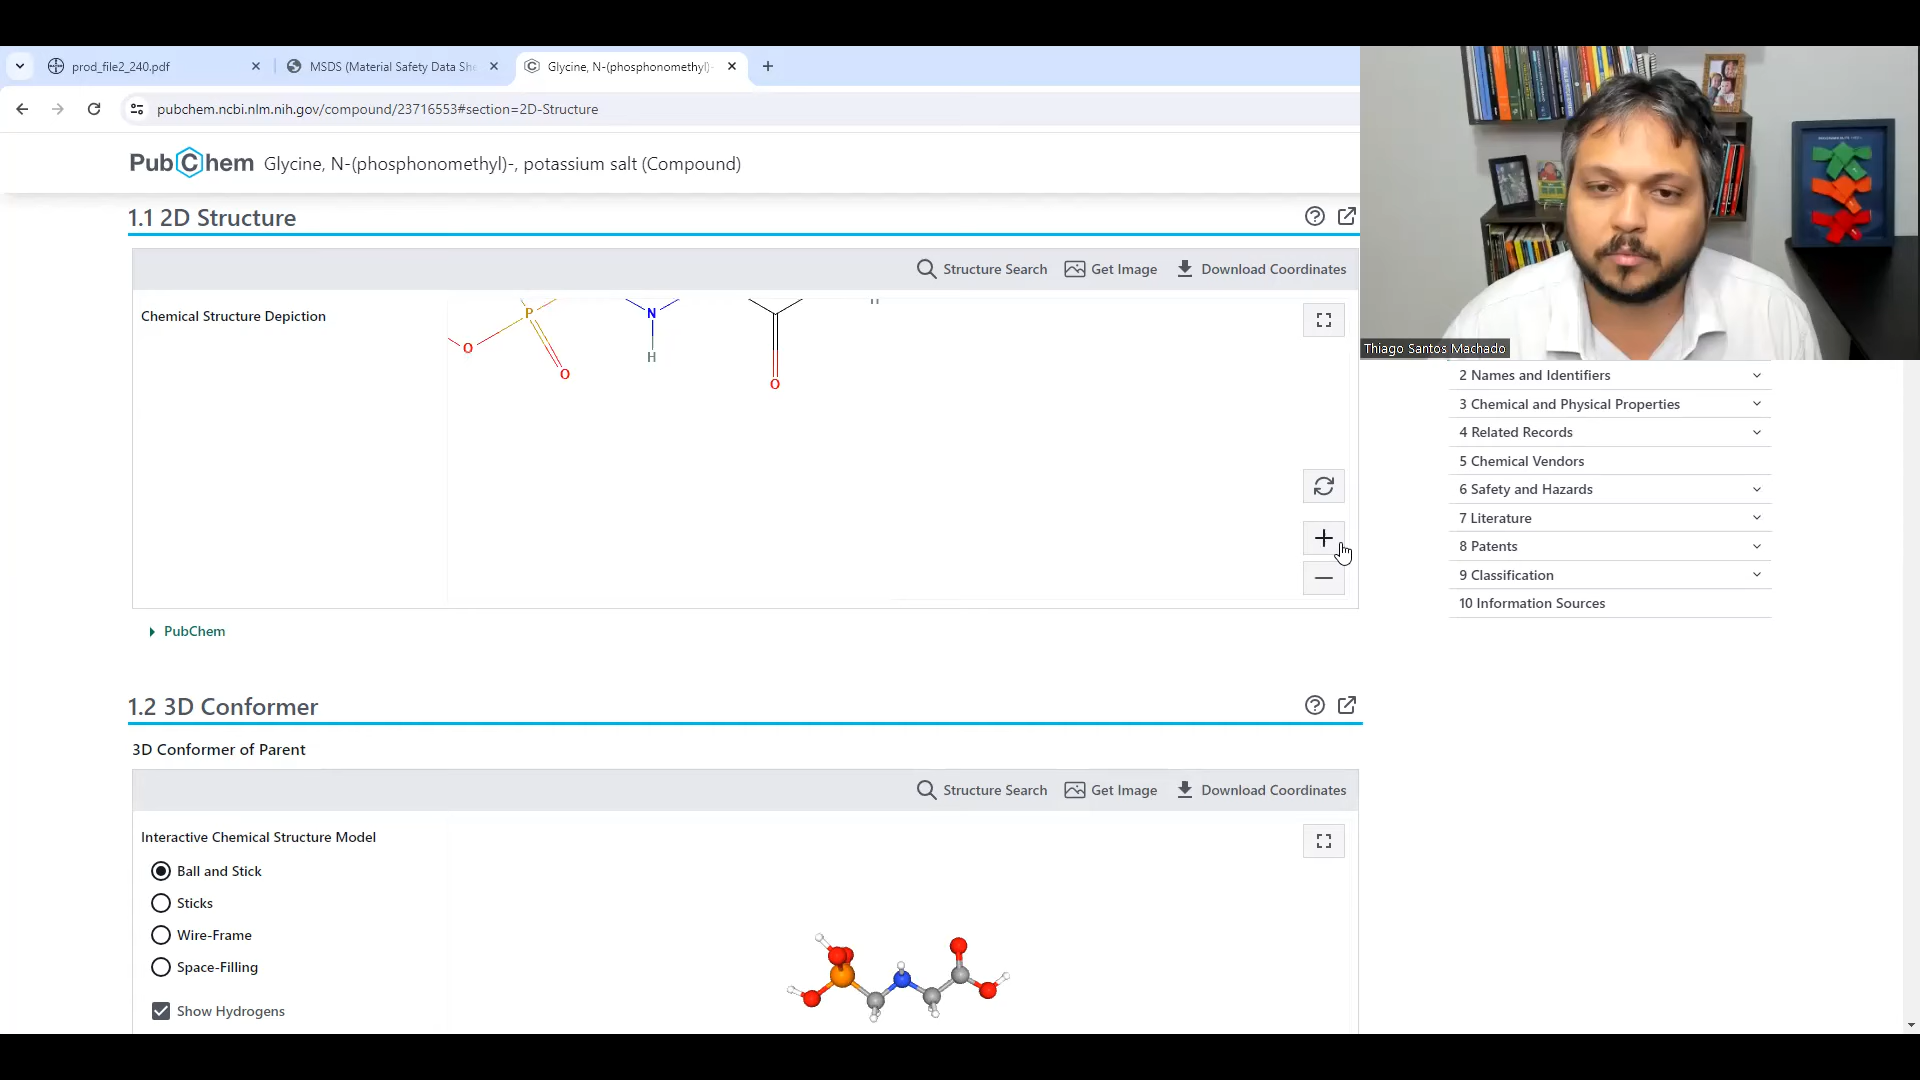 prod_file2_240.pdf
MSDS (Material Safety Data She
Glycine, N-(phosphonomethyl)-
pubchem.ncbi.nlm.nih.gov/compound/23716553#section=2D-Structure
PubChem Glycine, N-(phosphonomethyl)-, potassium salt (Compound)
1.1 2D Structure
Structure Search
Get Image
Download Coordinates
Chemical Structure Depiction
P
N
H
O
H
O
O
PubChem
1.2 3D Conformer
3D Conformer of Parent
Structure Search
Get Image
Download Coordinates
Interactive Chemical Structure Model
Ball and Stick
Sticks
Wire-Frame
Space-Filling
Show Hydrogens
Thiago Santos Machado
2 Names and Identifiers
3 Chemical and Physical Properties
4 Related Records
5 Chemical Vendors
6 Safety and Hazards
7 Literature
8 Patents
9 Classification
10 Information Sources